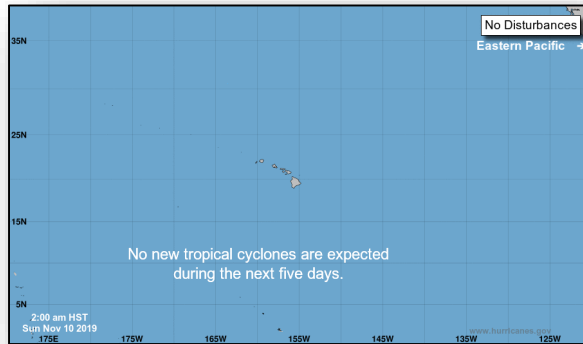 No Disturbances
35N
Eastern Pacific →
25N
15N
No new tropical cyclones are expected
during the next five days.
5N
2:00 am HST
Sun Nov 10 2019
www.hurricanes.gov
175E 175W 165W 155W 145W 135W 125W